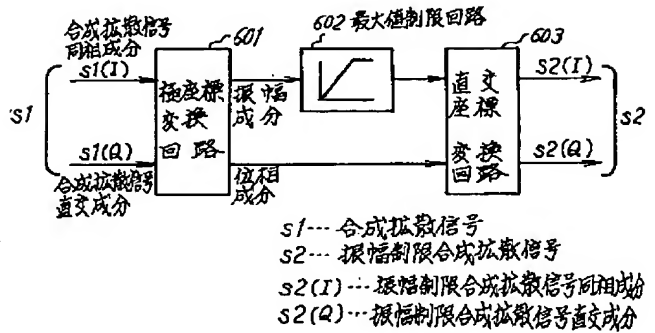 合成拡散信号
同相成分
s1(I)
s1
s1(Q)
合成拡散信号
直交成分
601
極座標
変換
回路
振幅
成分
位相
成分
602 最大値制限回路
603
直交
座標
変換
回路
s2(I)
s2
s2(Q)
s1…合成拡散信号
s2…振幅制限合成拡散信号
s2(I)…振幅制限合成拡散信号同相成分
s2(Q)…振幅制限合成拡散信号直交成分